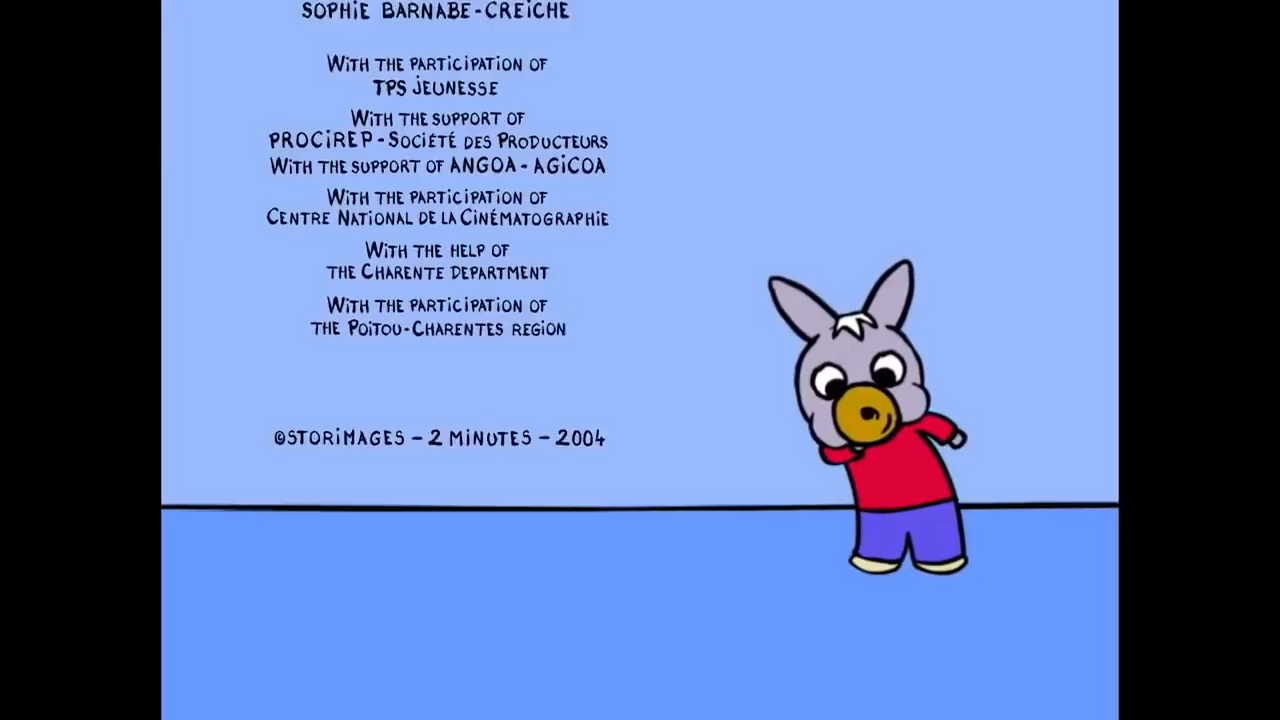 SOPHiE BARNABE-CREiCHE
WiTH THE PARTiCiPATiON OF
TPS JEUNESSE
WiTH THE SUPPORT OF
PROCiREP-SOCiÉTÉ DES PRODUCTEURS
WiTH THE SUPPORT OF ANGOA-AGiCOA
WiTH THE PARTiCiPATiON OF
CENTRE NATiONAL DE LA CiNÉMATOGRAPHiE
WiTH THE HELP OF
THE CHARENTE DEPARTMENT
WiTH THE PARTiCiPATiON OF
THE POiTOU-CHARENTES REGiON
©STORiMAGES - 2 MiNUTES - 2004